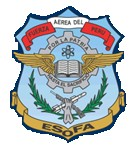 AEREA DEL
FUERZA PERU
POR LA PATRIA
ESOFA